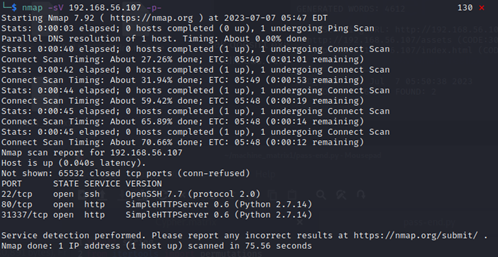 nmap -sV 192.168.56.107 -p- 130 ⨯
Starting Nmap 7.92 ( https://nmap.org ) at 2023-07-07 05:47 EDT
Stats: 0:00:03 elapsed; 0 hosts completed (0 up), 1 undergoing Ping Scan
Parallel DNS resolution of 1 host. Timing: About 0.00% done
Stats: 0:00:40 elapsed; 0 hosts completed (1 up), 1 undergoing Connect Scan
Connect Scan Timing: About 27.26% done; ETC: 05:49 (0:01:01 remaining)
Stats: 0:00:42 elapsed; 0 hosts completed (1 up), 1 undergoing Connect Scan
Connect Scan Timing: About 31.94% done; ETC: 05:49 (0:00:53 remaining)
Stats: 0:00:44 elapsed; 0 hosts completed (1 up), 1 undergoing Connect Scan
Connect Scan Timing: About 59.42% done; ETC: 05:48 (0:00:19 remaining)
Stats: 0:00:45 elapsed; 0 hosts completed (1 up), 1 undergoing Connect Scan
Connect Scan Timing: About 65.89% done; ETC: 05:48 (0:00:14 remaining)
Stats: 0:00:45 elapsed; 0 hosts completed (1 up), 1 undergoing Connect Scan
Connect Scan Timing: About 70.66% done; ETC: 05:48 (0:00:12 remaining)
Nmap scan report for 192.168.56.107
Host is up (0.040s latency).
Not shown: 65532 closed tcp ports (conn-refused)
PORT STATE SERVICE VERSION
22/tcp open ssh OpenSSH 7.7 (protocol 2.0)
80/tcp open http SimpleHTTPServer 0.6 (Python 2.7.14)
31337/tcp open http SimpleHTTPServer 0.6 (Python 2.7.14)
Service detection performed. Please report any incorrect results at https://nmap.org/submit/ .
Nmap done: 1 IP address (1 host up) scanned in 75.56 seconds